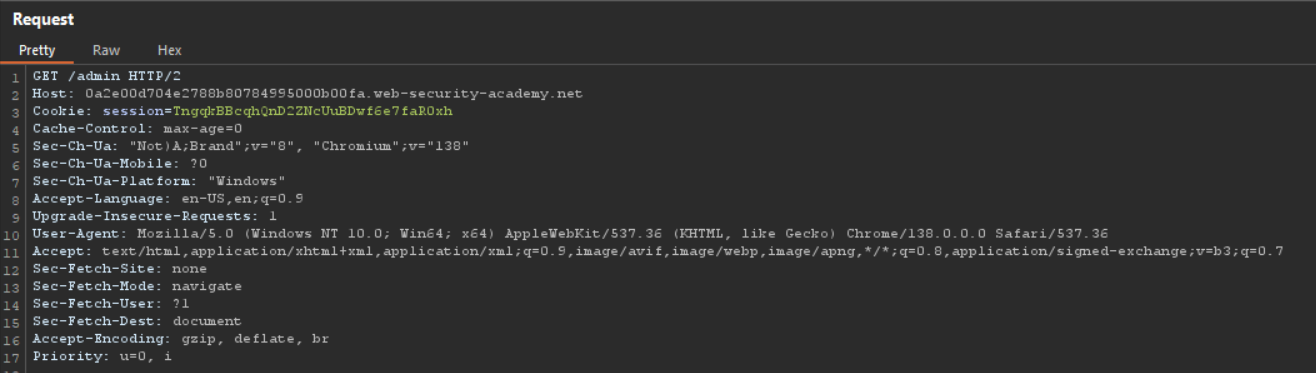 Request
Pretty Raw Hex
1 GET /admin HTTP/2
2 Host: 0a2e00d704e2788b80784995000b00fa.web-security-academy.net
3 Cookie: session=TngqkBBcqhQnD2ZNcUuBDwf6e7faR0xh
4 Cache-Control: max-age=0
5 Sec-Ch-Ua: "Not)A;Brand";v="8", "Chromium";v="138"
6 Sec-Ch-Ua-Mobile: ?0
7 Sec-Ch-Ua-Platform: "Windows"
8 Accept-Language: en-US,en;q=0.9
9 Upgrade-Insecure-Requests: 1
10 User-Agent: Mozilla/5.0 (Windows NT 10.0; Win64; x64) AppleWebKit/537.36 (KHTML, like Gecko) Chrome/138.0.0.0 Safari/537.36
11 Accept: text/html,application/xhtml+xml,application/xml;q=0.9,image/avif,image/webp,image/apng,*/*;q=0.8,application/signed-exchange;v=b3;q=0.7
12 Sec-Fetch-Site: none
13 Sec-Fetch-Mode: navigate
14 Sec-Fetch-User: ?1
15 Sec-Fetch-Dest: document
16 Accept-Encoding: gzip, deflate, br
17 Priority: u=0, i